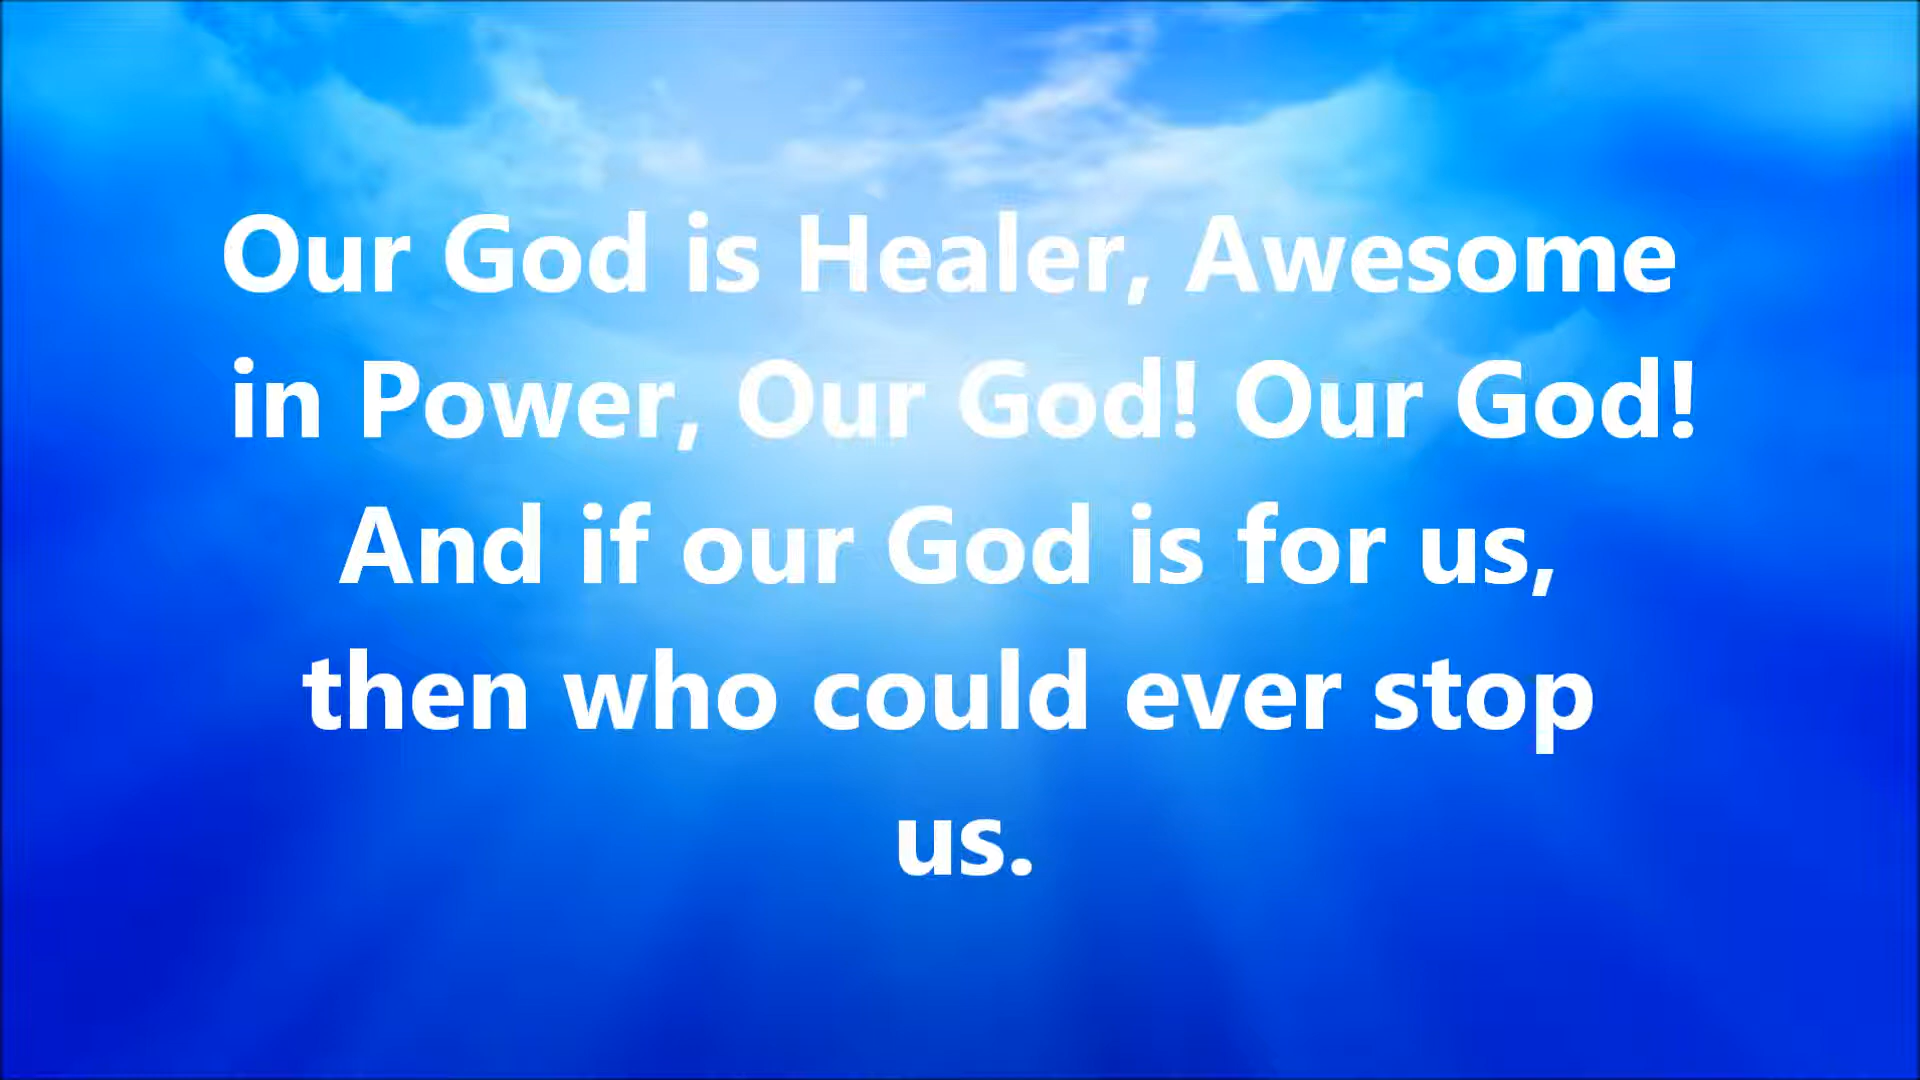 Our God is Healer, Awesome
in Power, Our God! Our God!
And if our God is for us,
then who could ever stop
us.